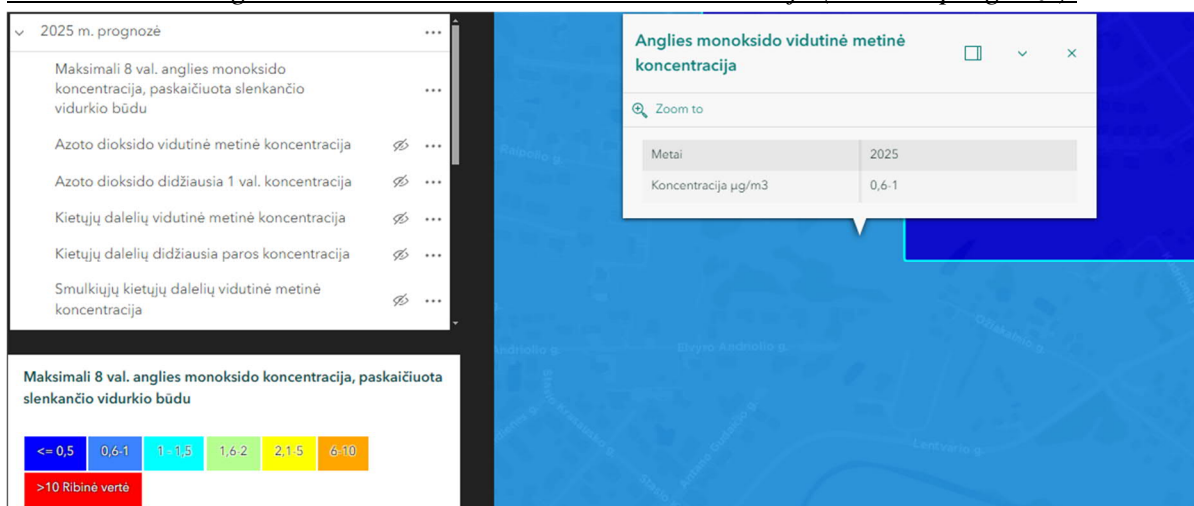 2025 m. prognozė
Maksimali 8 val. anglies monoksido
koncentracija, paskaičiuota slenkančio
vidurkio būdu
Azoto dioksido vidutinė metinė koncentracija
Azoto dioksido didžiausia 1 val. koncentracija
Kietųjų dalelių vidutinė metinė koncentracija
Kietųjų dalelių didžiausia paros koncentracija
Smulkiųjų kietųjų dalelių vidutinė metinė
koncentracija
Maksimali 8 val. anglies monoksido koncentracija, paskaičiuota
slenkančio vidurkio būdu
<= 0,5 0,6-1 1 - 1,5 1,6-2 2,1-5 6-10
>10 Ribinė vertė
Anglies monoksido vidutinė metinė
koncentracija
Zoom to
Metai 2025
Koncentracija µg/m3 0,6-1
Elvyro Andriolio g.
Lentvario g.